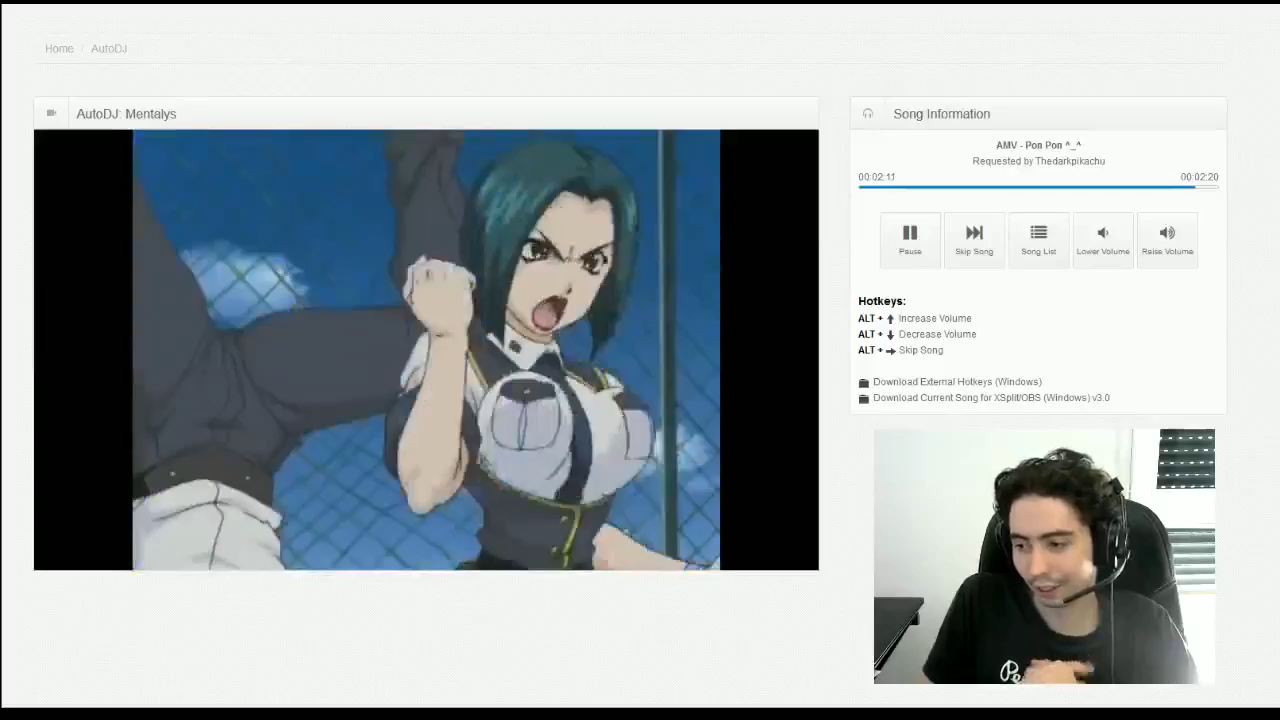 Home / AutoDJ
AutoDJ: Mentalys
Song Information
AMV - Pon Pon ^_^
Requested by Thedarkpikachu
00:02:11
00:02:20
Pause
Skip Song
Song List
Lower Volume
Raise Volume
Hotkeys:
ALT + Increase Volume
ALT + Decrease Volume
ALT + Skip Song
Download External Hotkeys (Windows)
Download Current Song for XSplit/OBS (Windows) v3.0